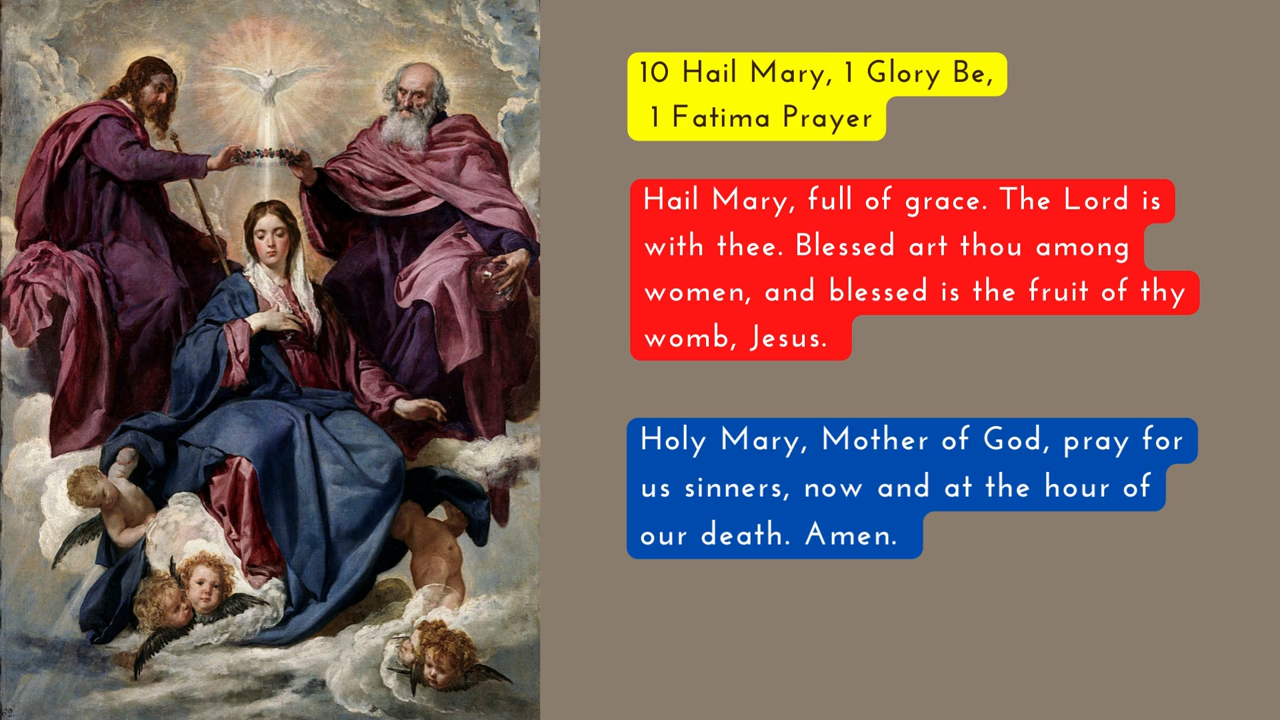 10 Hail Mary, 1 Glory Be,
1 Fatima Prayer
Hail Mary, full of grace. The Lord is
with thee. Blessed art thou among
women, and blessed is the fruit of thy
womb, Jesus.
Holy Mary, Mother of God, pray for
us sinners, now and at the hour of
our death. Amen.